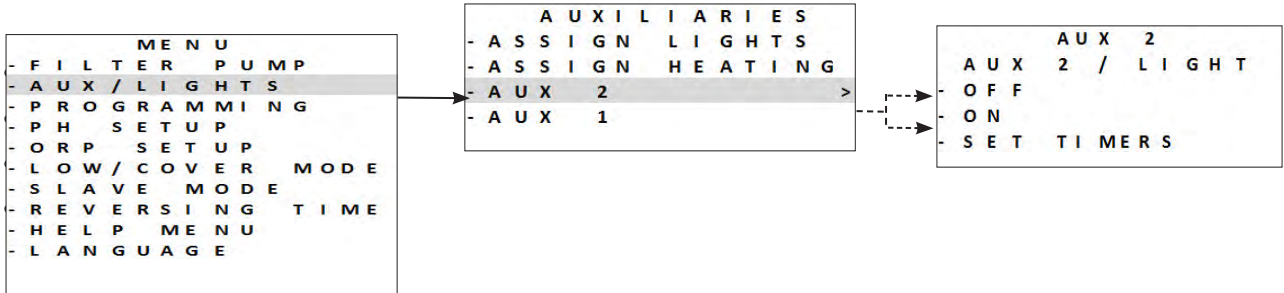 MENU
- FILTER PUMP
- AUX/LIGHTS
- PROGRAMMING
- PH SETUP
- ORP SETUP
- LOW/COVER MODE
- SLAVE MODE
- REVERSING TIME
- HELP MENU
- LANGUAGE
AUXILIARIES
- ASSIGN LIGHTS
- ASSIGN HEATING
- AUX 2 >
- AUX 1
AUX 2
AUX 2 / LIGHT
- OFF
- ON
- SET TIMERS